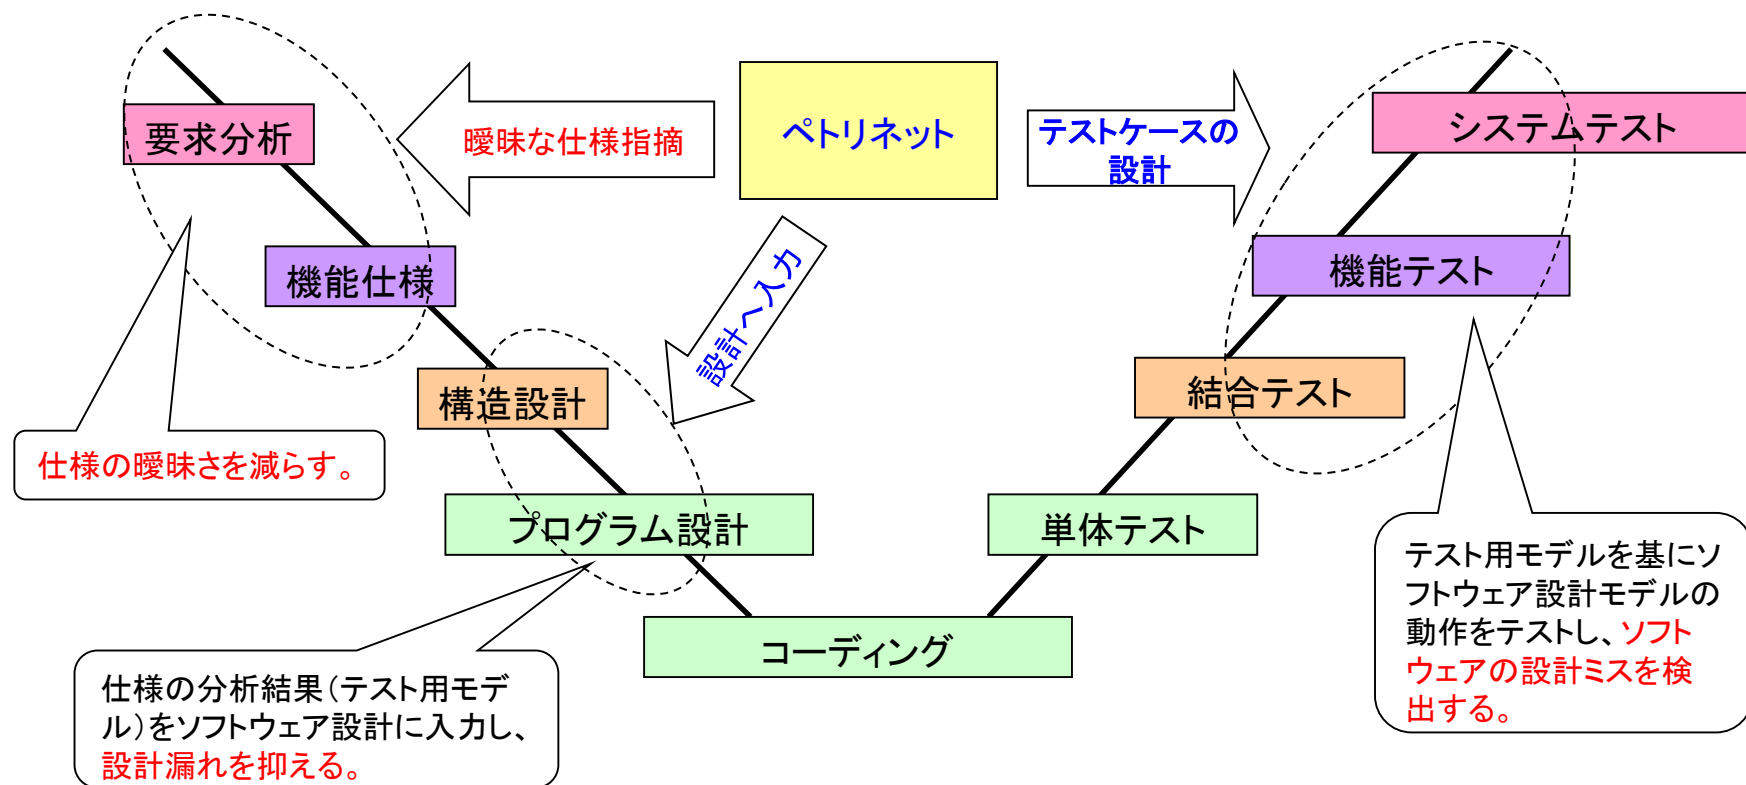 要求分析
曖昧な仕様指摘
ペトリネット
テストケースの
設計
システムテスト
機能仕様
設計へ入力
機能テスト
構造設計
結合テスト
仕様の曖昧さを減らす。
プログラム設計
単体テスト
コーディング
仕様の分析結果(テスト用モデ
ル)をソフトウェア設計に入力し、
設計漏れを抑える。
テスト用モデルを基にソ
フトウェア設計モデルの
動作をテストし、ソフト
ウェアの設計ミスを検
出する。